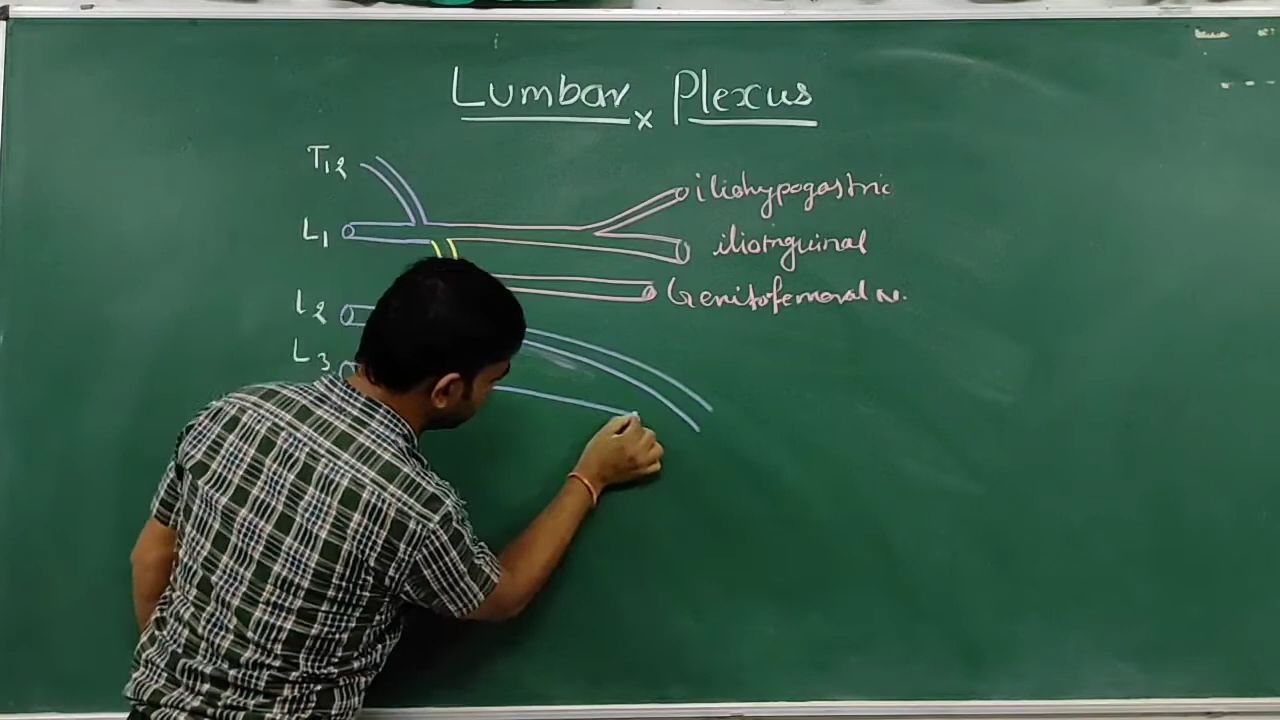 Lumbar x Plexus
T12
iliohypogastric
L1
ilioinguinal
Genitofemoral n.
L2
L3